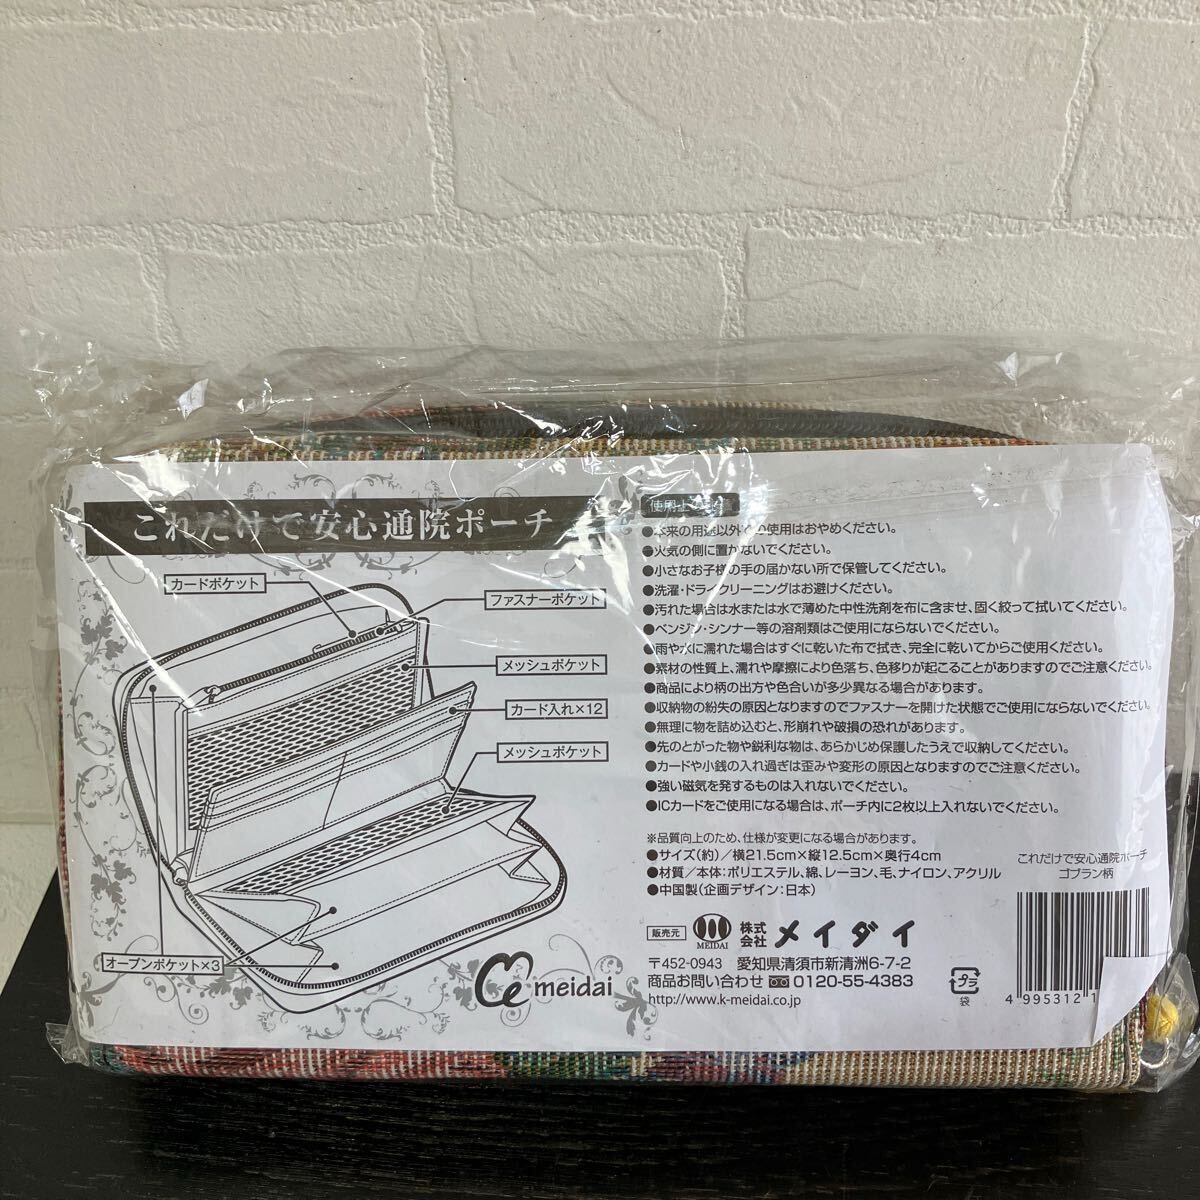 これだけで安心通院ポーチ
カードポケット
ファスナーポケット
メッシュポケット
カード入れ×12
メッシュポケット
オープンポケット×3
meidai
●本来の用途以外での使用はおやめください。
●火気の側に置かないでください。
●小さなお子様の手の届かない所で保管してください。
●洗濯・ドライクリーニングはお避けください。
●汚れた場合は水または水で薄めた中性洗剤を布に含ませ、固く絞って拭いてください。
●ベンジン・シンナー等の溶剤類はご使用にならないでください。
●雨や水に濡れた場合はすぐに乾いた布で拭き、完全に乾いてからご使用ください。
●素材の性質上、濡れや摩擦により色落ち、色移りが起こることがありますのでご注意ください。
●商品により柄の出方や色合いが多少異なる場合があります。
●収納物の紛失の原因となりますのでファスナーを開けた状態でご使用にならないでください。
●無理に物を詰め込むと、形崩れや破損の恐れがあります。
●先のとがった物や鋭利な物は、あらかじめ保護したうえで収納してください。
●カードや小銭の入れ過ぎは歪みや変形の原因となりますのでご注意ください。
●強い磁気を発するものは入れないでください。
●ICカードをご使用になる場合は、ポーチ内に2枚以上入れないでください。
※品質向上のため、仕様が変更になる場合があります。
●サイズ(約)／横21.5cm×縦12.5cm×奥行4cm
●材質／本体：ポリエステル、綿、レーヨン、毛、ナイロン、アクリル
●中国製(企画デザイン：日本)
販売元 MEIDAI 株式会社 メイダイ
〒452-0943 愛知県清須市新清洲6-7-2
商品お問い合わせ 0120-55-4383
http://www.k-meidai.co.jp
プラ
袋
これだけで安心通院ポーチ
ゴブラン柄
4 995312 1